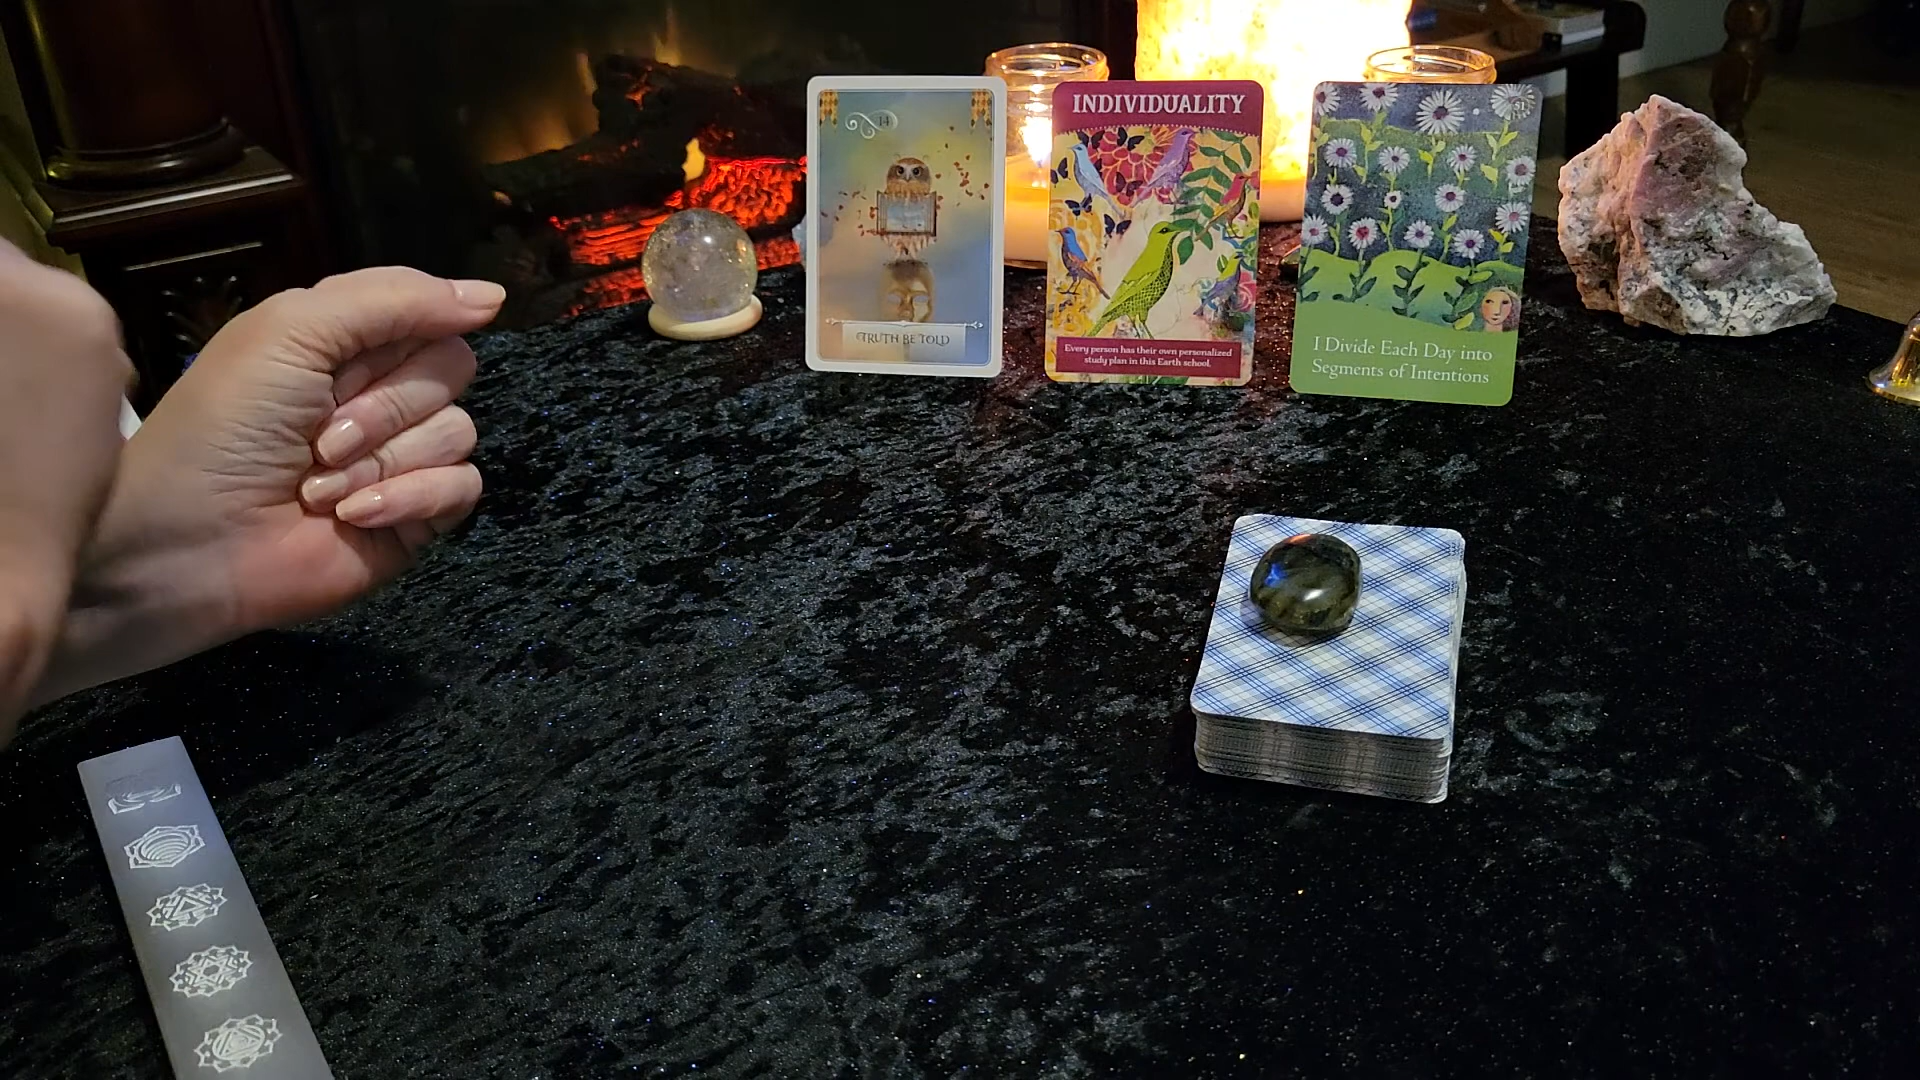 14
TRUTH BE TOLD
INDIVIDUALITY
Every person has their own personalized
study plan in this Earth school.
51
I Divide Each Day into
Segments of Intentions